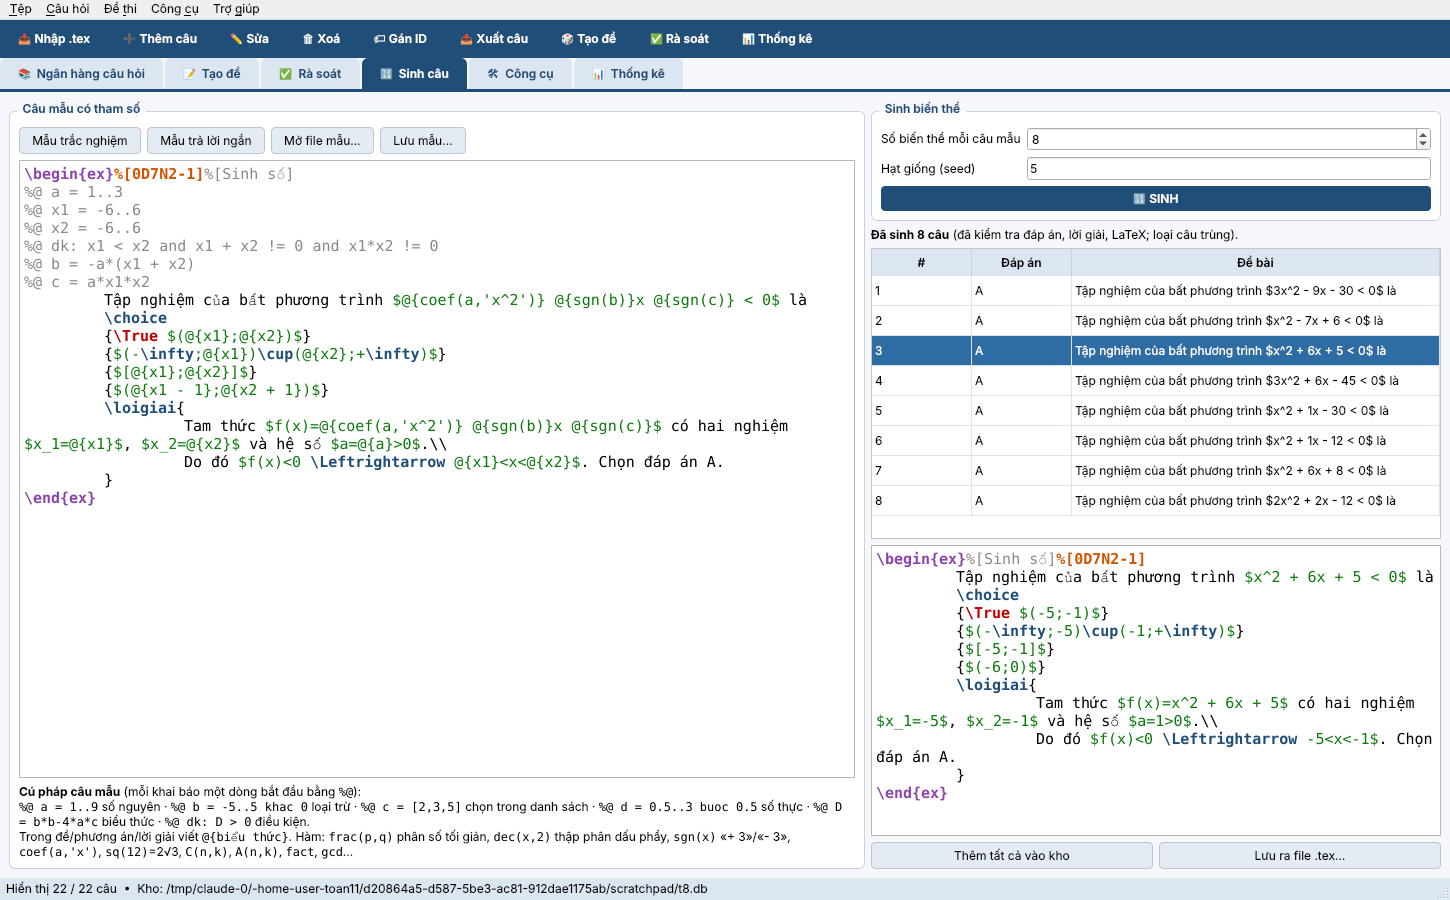 Tệp Câu hỏi Đề thi Công cụ Trợ giúp
📥 Nhập .tex ➕ Thêm câu ✏️ Sửa 🗑 Xoá 🏷 Gán ID 📤 Xuất câu 🎲 Tạo đề ✅ Rà soát 📊 Thống kê
📚 Ngân hàng câu hỏi 📝 Tạo đề ✅ Rà soát 🔢 Sinh câu 🛠 Công cụ 📊 Thống kê
Câu mẫu có tham số
Mẫu trắc nghiệm Mẫu trả lời ngắn Mở file mẫu... Lưu mẫu...
\begin{ex}%[0D7N2-1]%[Sinh số]
%@ a = 1..3
%@ x1 = -6..6
%@ x2 = -6..6
%@ dk: x1 < x2 and x1 + x2 != 0 and x1*x2 != 0
%@ b = -a*(x1 + x2)
%@ c = a*x1*x2
Tập nghiệm của bất phương trình $@{coef(a,'x^2')} @{sgn(b)}x @{sgn(c)} < 0$ là
\choice
{\True $(@{x1};@{x2})$}
{$(-\infty;@{x1})\cup(@{x2};+\infty)$}
{$[@{x1};@{x2}]$}
{$(@{x1 - 1};@{x2 + 1})$}
\loigiai{
Tam thức $f(x)=@{coef(a,'x^2')} @{sgn(b)}x @{sgn(c)}$ có hai nghiệm
$x_1=@{x1}$, $x_2=@{x2}$ và hệ số $a=@{a}>0$.\\
Do đó $f(x)<0 \Leftrightarrow @{x1}<x<@{x2}$. Chọn đáp án A.
}
\end{ex}
Cú pháp câu mẫu (mỗi khai báo một dòng bắt đầu bằng %@):
%@ a = 1..9 số nguyên · %@ b = -5..5 khac 0 loại trừ · %@ c = [2,3,5] chọn trong danh sách · %@ d = 0.5..3 buoc 0.5 số thực · %@ D
= b*b-4*a*c biểu thức · %@ dk: D > 0 điều kiện.
Trong đề/phương án/lời giải viết @{biểu thức}. Hàm: frac(p,q) phân số tối giản, dec(x,2) thập phân dấu phẩy, sgn(x) «+ 3»/«- 3»,
coef(a,'x'), sq(12)=2√3, C(n,k), A(n,k), fact, gcd...
Sinh biến thể
Số biến thể mỗi câu mẫu 8
Hạt giống (seed) 5
🔢 SINH
Đã sinh 8 câu (đã kiểm tra đáp án, lời giải, LaTeX; loại câu trùng).
# Đáp án Đề bài
1 A Tập nghiệm của bất phương trình $3x^2 - 9x - 30 < 0$ là
2 A Tập nghiệm của bất phương trình $x^2 - 7x + 6 < 0$ là
3 A Tập nghiệm của bất phương trình $x^2 + 6x + 5 < 0$ là
4 A Tập nghiệm của bất phương trình $3x^2 + 6x - 45 < 0$ là
5 A Tập nghiệm của bất phương trình $x^2 + 1x - 30 < 0$ là
6 A Tập nghiệm của bất phương trình $x^2 + 1x - 12 < 0$ là
7 A Tập nghiệm của bất phương trình $x^2 + 6x + 8 < 0$ là
8 A Tập nghiệm của bất phương trình $2x^2 + 2x - 12 < 0$ là
\begin{ex}%[Sinh số]%[0D7N2-1]
Tập nghiệm của bất phương trình $x^2 + 6x + 5 < 0$ là
\choice
{\True $(-5;-1)$}
{$(-\infty;-5)\cup(-1;+\infty)$}
{$[-5;-1]$}
{$(-6;0)$}
\loigiai{
Tam thức $f(x)=x^2 + 6x + 5$ có hai nghiệm
$x_1=-5$, $x_2=-1$ và hệ số $a=1>0$.\\
Do đó $f(x)<0 \Leftrightarrow -5<x<-1$. Chọn
đáp án A.
}
\end{ex}
Thêm tất cả vào kho Lưu ra file .tex...
Hiển thị 22 / 22 câu • Kho: /tmp/claude-0/-home-user-toan11/d20864a5-d587-5be3-ac81-912dae1175ab/scratchpad/t8.db